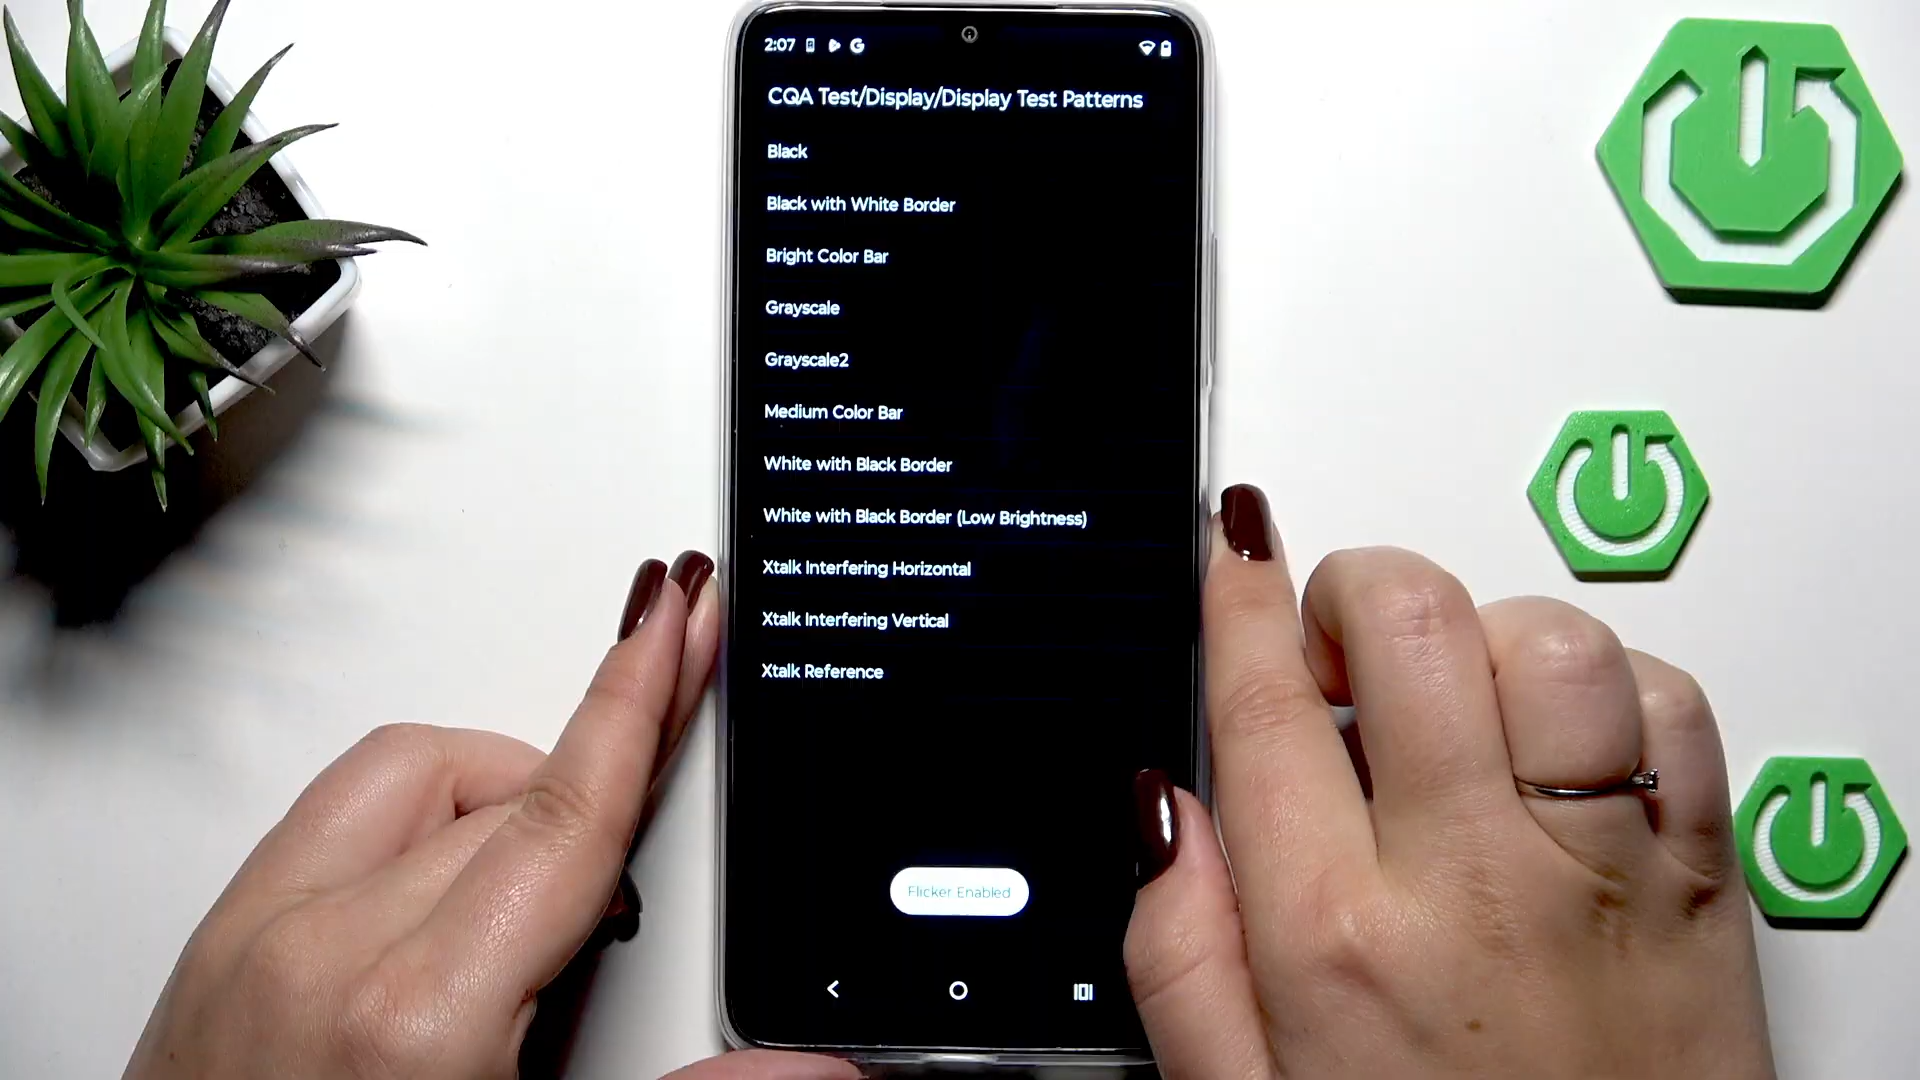 2:07
CQA Test/Display/Display Test Patterns
Black
Black with White Border
Bright Color Bar
Grayscale
Grayscale2
Medium Color Bar
White with Black Border
White with Black Border (Low Brightness)
Xtalk Interfering Horizontal
Xtalk Interfering Vertical
Xtalk Reference
Flicker Enabled